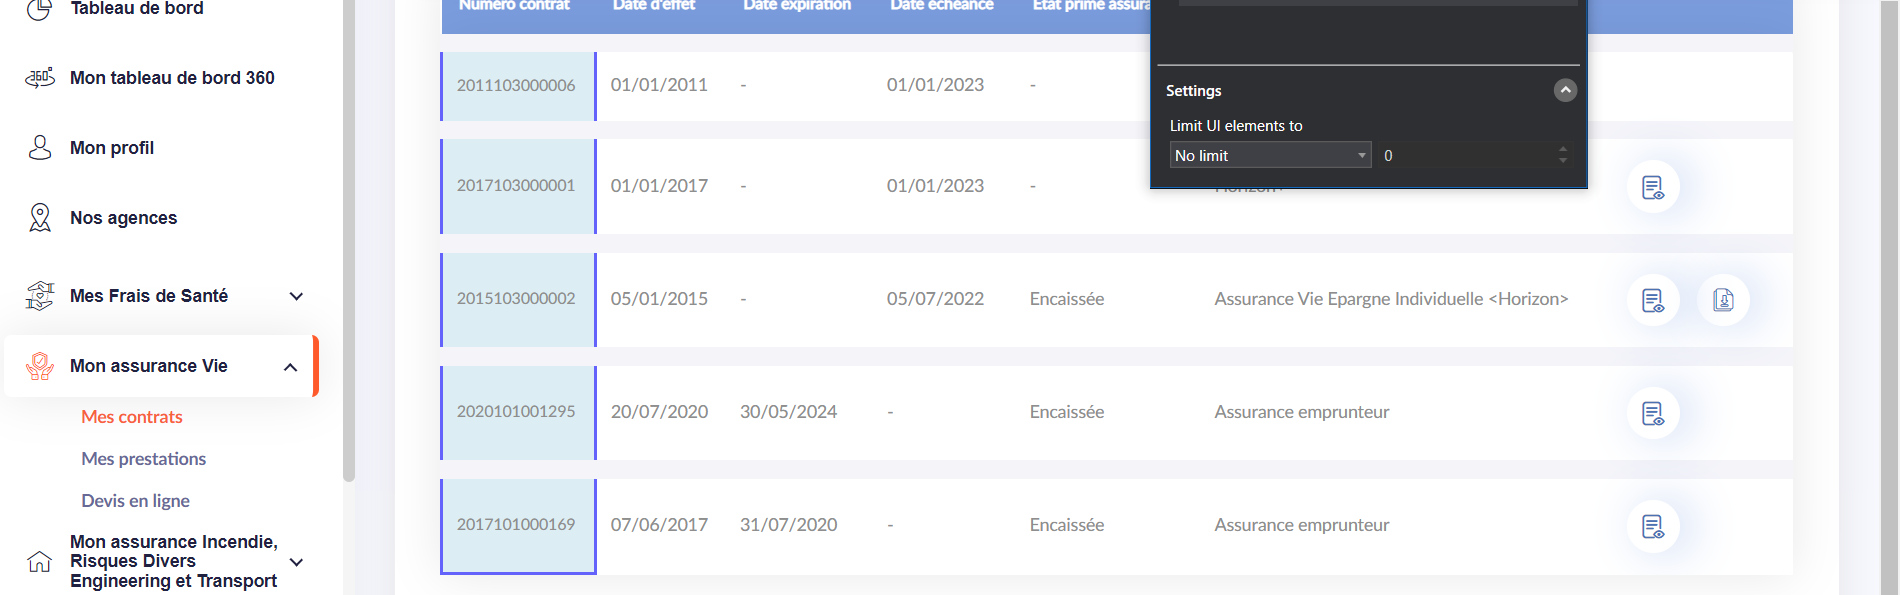 Tableau de bord
Mon tableau de bord 360
Mon profil
Nos agences
Mes Frais de Santé
Mon assurance Vie
Mes contrats
Mes prestations
Devis en ligne
Mon assurance Incendie,
Risques Divers
Engineering et Transport
Numéro contrat Date d'effet Date expiration Date échéance Etat prime assura
2011103000006 01/01/2011 - 01/01/2023 -
2017103000001 01/01/2017 - 01/01/2023 -
2015103000002 05/01/2015 - 05/07/2022 Encaissée Assurance Vie Epargne Individuelle <Horizon>
2020101001295 20/07/2020 30/05/2024 - Encaissée Assurance emprunteur
2017101000169 07/06/2017 31/07/2020 - Encaissée Assurance emprunteur
Settings
Limit UI elements to
No limit 0